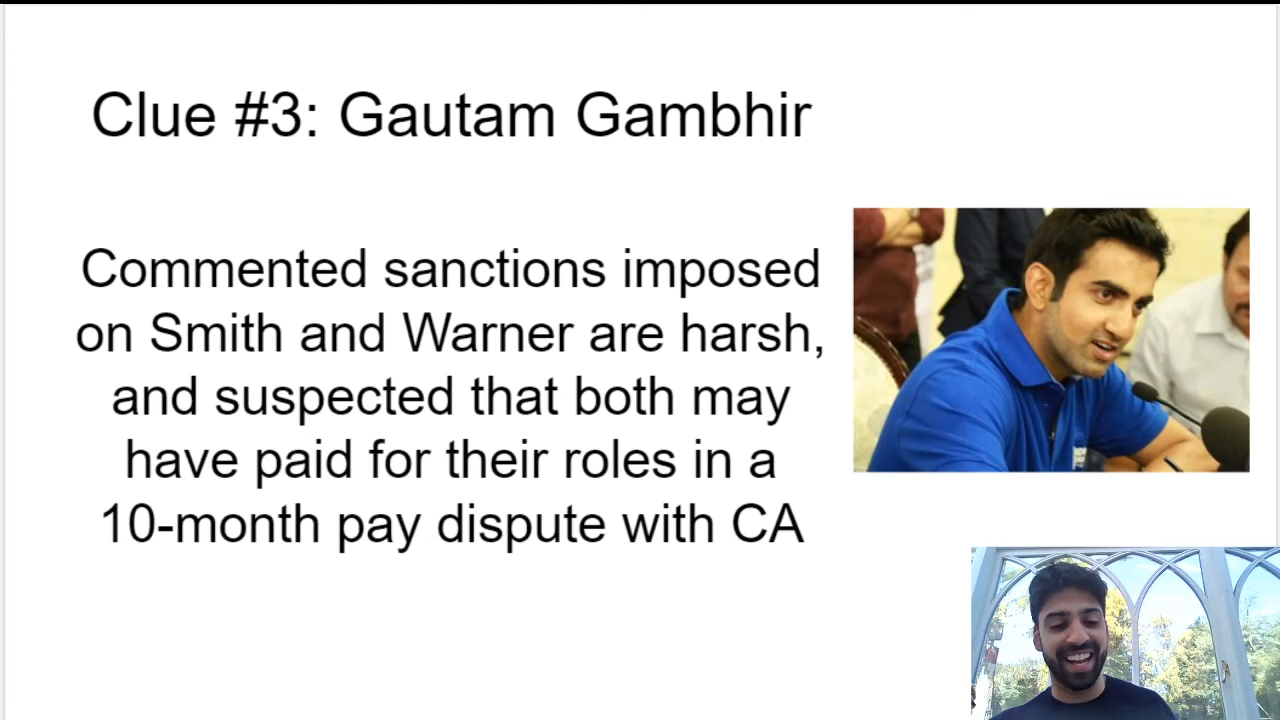 Clue #3: Gautam Gambhir
Commented sanctions imposed
on Smith and Warner are harsh,
and suspected that both may
have paid for their roles in a
10-month pay dispute with CA